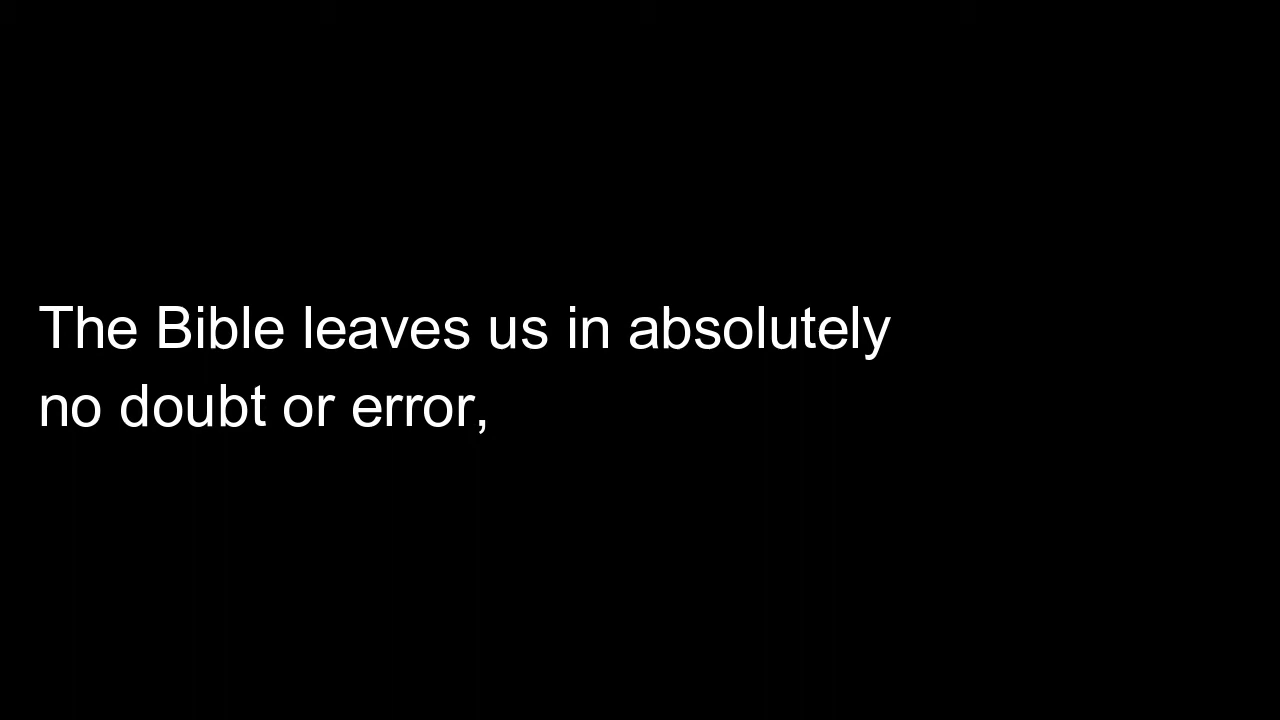 The Bible leaves us in absolutely
no doubt or error,